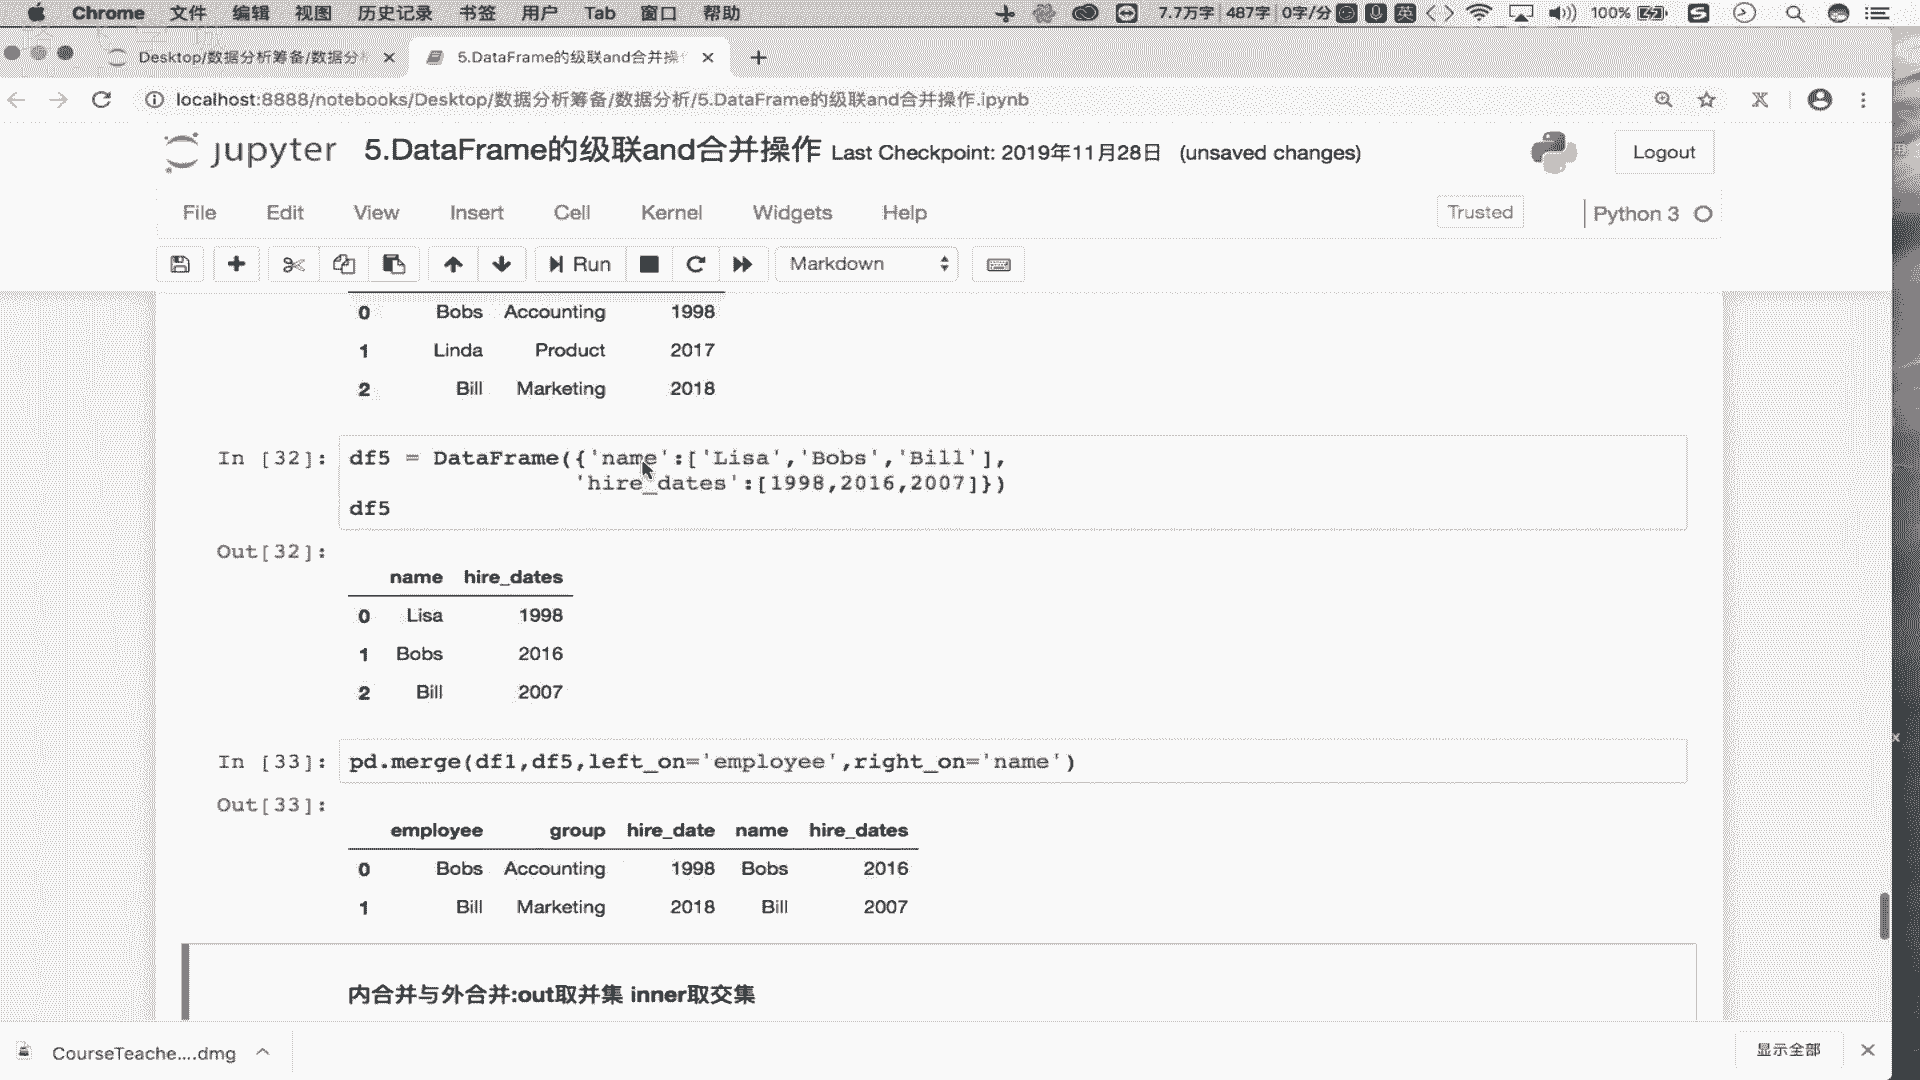 Chrome 文件 编辑 视图 历史记录 书签 用户 Tab 窗口 帮助 7.7万字 487字 0字/分 英 100%
Desktop/数据分析筹备/数据分 5.DataFrame的级联and合并操
localhost:8888/notebooks/Desktop/数据分析筹备/数据分析/5.DataFrame的级联and合并操作.ipynb
jupyter 5.DataFrame的级联and合并操作 Last Checkpoint: 2019年11月28日 (unsaved changes) Logout
File Edit View Insert Cell Kernel Widgets Help Trusted Python 3
Run Markdown
0 Bobs Accounting 1998
1 Linda Product 2017
2 Bill Marketing 2018
In [32]: df5 = DataFrame({'name':['Lisa','Bobs','Bill'],
'hire_dates':[1998,2016,2007]})
df5
Out[32]:
name hire_dates
0 Lisa 1998
1 Bobs 2016
2 Bill 2007
In [33]: pd.merge(df1,df5,left_on='employee',right_on='name')
Out[33]:
employee group hire_date name hire_dates
0 Bobs Accounting 1998 Bobs 2016
1 Bill Marketing 2018 Bill 2007
内合并与外合并:out取并集 inner取交集
CourseTeache....dmg 显示全部